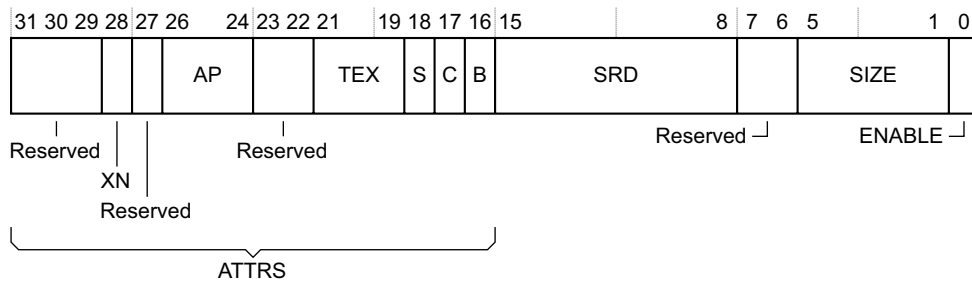 31 30 29 28 27 26 24 23 22 21 19 18 17 16 15 8 7 6 5 1 0
AP TEX S C B SRD SIZE
Reserved Reserved Reserved ENABLE
XN
Reserved
ATTRS